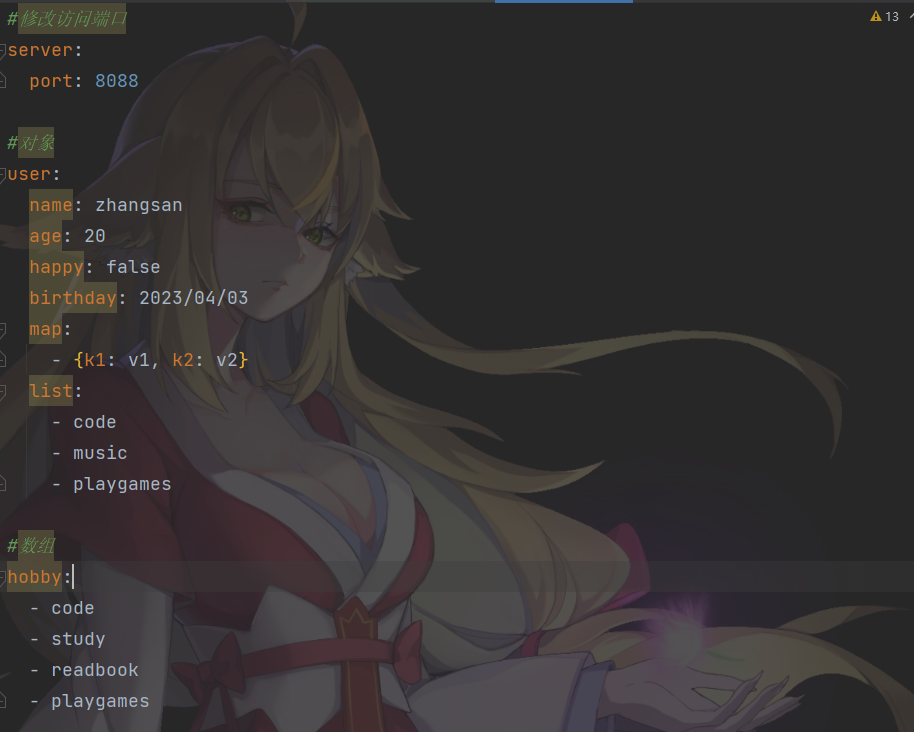 13
#修改访问端口
server:
  port: 8088

#对象
user:
  name: zhangsan
  age: 20
  happy: false
  birthday: 2023/04/03
  map:
    - {k1: v1, k2: v2}
  list:
    - code
    - music
    - playgames

#数组
hobby:
  - code
  - study
  - readbook
  - playgames